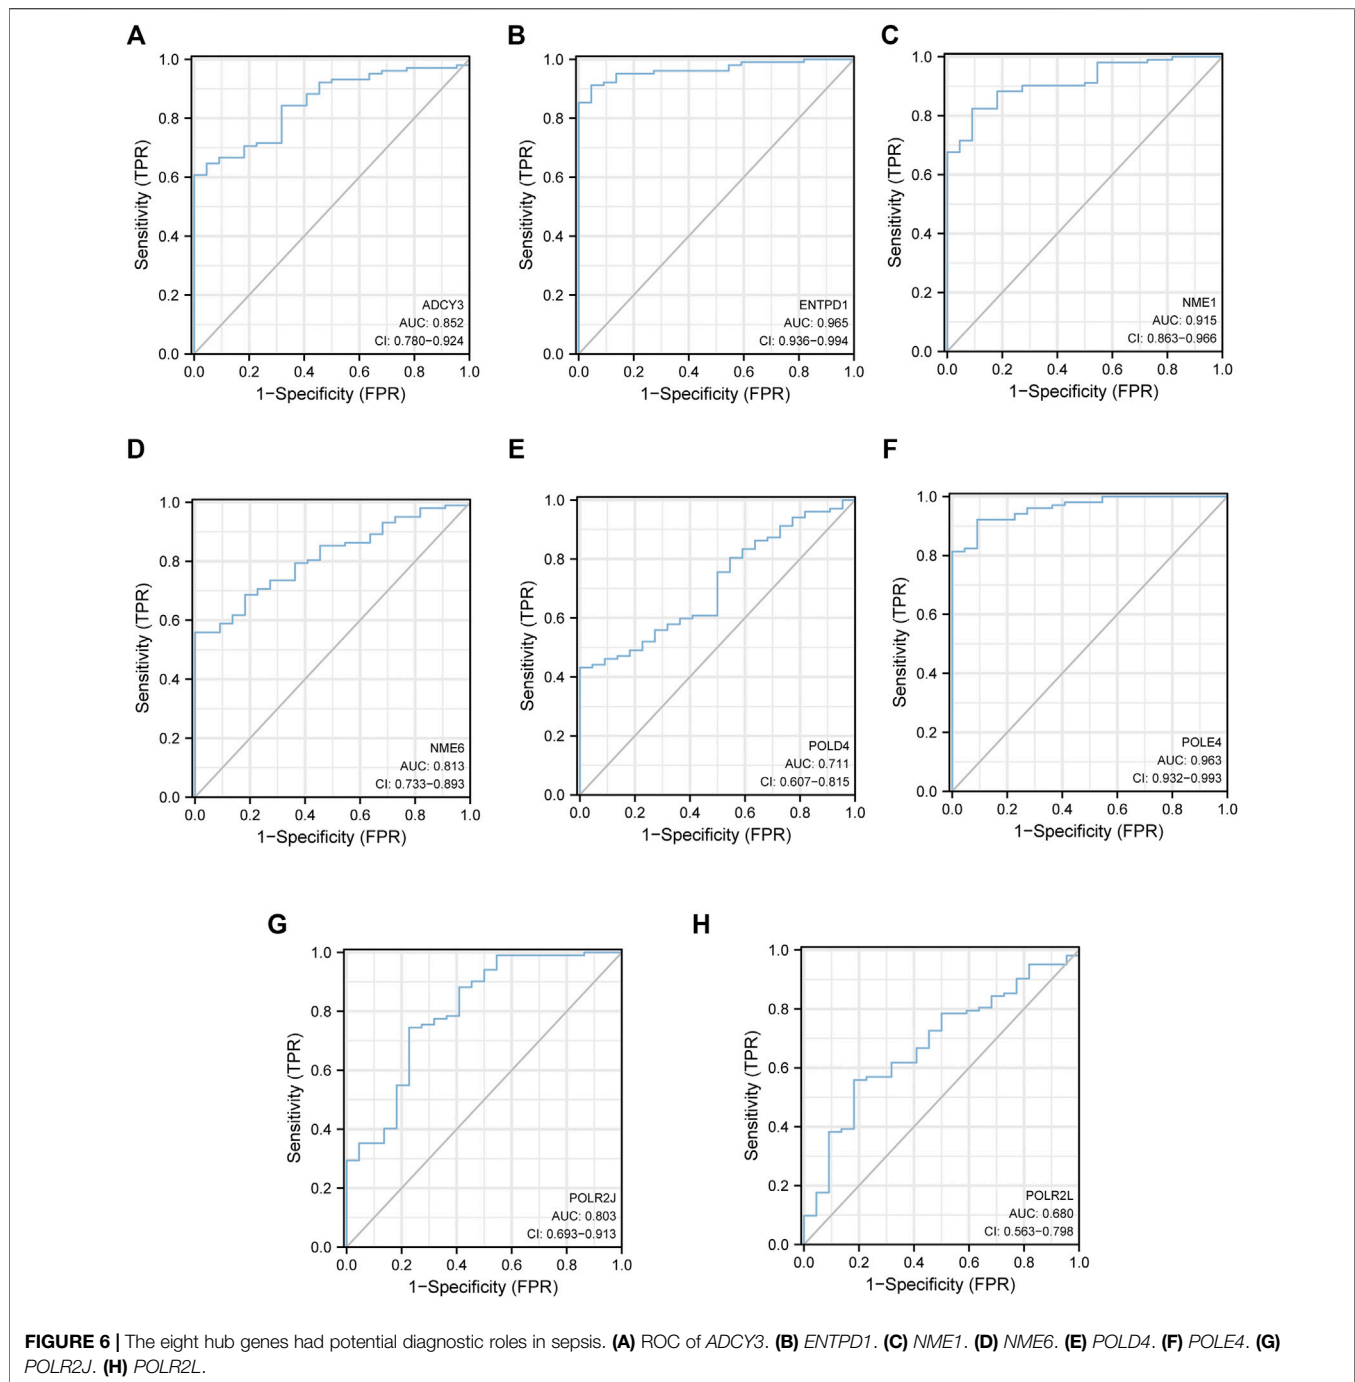 A
1.0
0.8
0.6
0.4
0.2
0.0
Sensitivity (TPR)
ADCY3
AUC: 0.852
CI: 0.780−0.924
0.0 0.2 0.4 0.6 0.8 1.0
1−Specificity (FPR)
B
1.0
0.8
0.6
0.4
0.2
0.0
Sensitivity (TPR)
ENTPD1
AUC: 0.965
CI: 0.936−0.994
0.0 0.2 0.4 0.6 0.8 1.0
1−Specificity (FPR)
C
1.0
0.8
0.6
0.4
0.2
0.0
Sensitivity (TPR)
NME1
AUC: 0.915
CI: 0.863−0.966
0.0 0.2 0.4 0.6 0.8 1.0
1−Specificity (FPR)
D
1.0
0.8
0.6
0.4
0.2
0.0
Sensitivity (TPR)
NME6
AUC: 0.813
CI: 0.733−0.893
0.0 0.2 0.4 0.6 0.8 1.0
1−Specificity (FPR)
E
1.0
0.8
0.6
0.4
0.2
0.0
Sensitivity (TPR)
POLD4
AUC: 0.711
CI: 0.607−0.815
0.0 0.2 0.4 0.6 0.8 1.0
1−Specificity (FPR)
F
1.0
0.8
0.6
0.4
0.2
0.0
Sensitivity (TPR)
POLE4
AUC: 0.963
CI: 0.932−0.993
0.0 0.2 0.4 0.6 0.8 1.0
1−Specificity (FPR)
G
1.0
0.8
0.6
0.4
0.2
0.0
Sensitivity (TPR)
POLR2J
AUC: 0.803
CI: 0.693−0.913
0.0 0.2 0.4 0.6 0.8 1.0
1−Specificity (FPR)
H
1.0
0.8
0.6
0.4
0.2
0.0
Sensitivity (TPR)
POLR2L
AUC: 0.680
CI: 0.563−0.798
0.0 0.2 0.4 0.6 0.8 1.0
1−Specificity (FPR)
FIGURE 6 | The eight hub genes had potential diagnostic roles in sepsis. (A) ROC of ADCY3. (B) ENTPD1. (C) NME1. (D) NME6. (E) POLD4. (F) POLE4. (G)
POLR2J. (H) POLR2L.